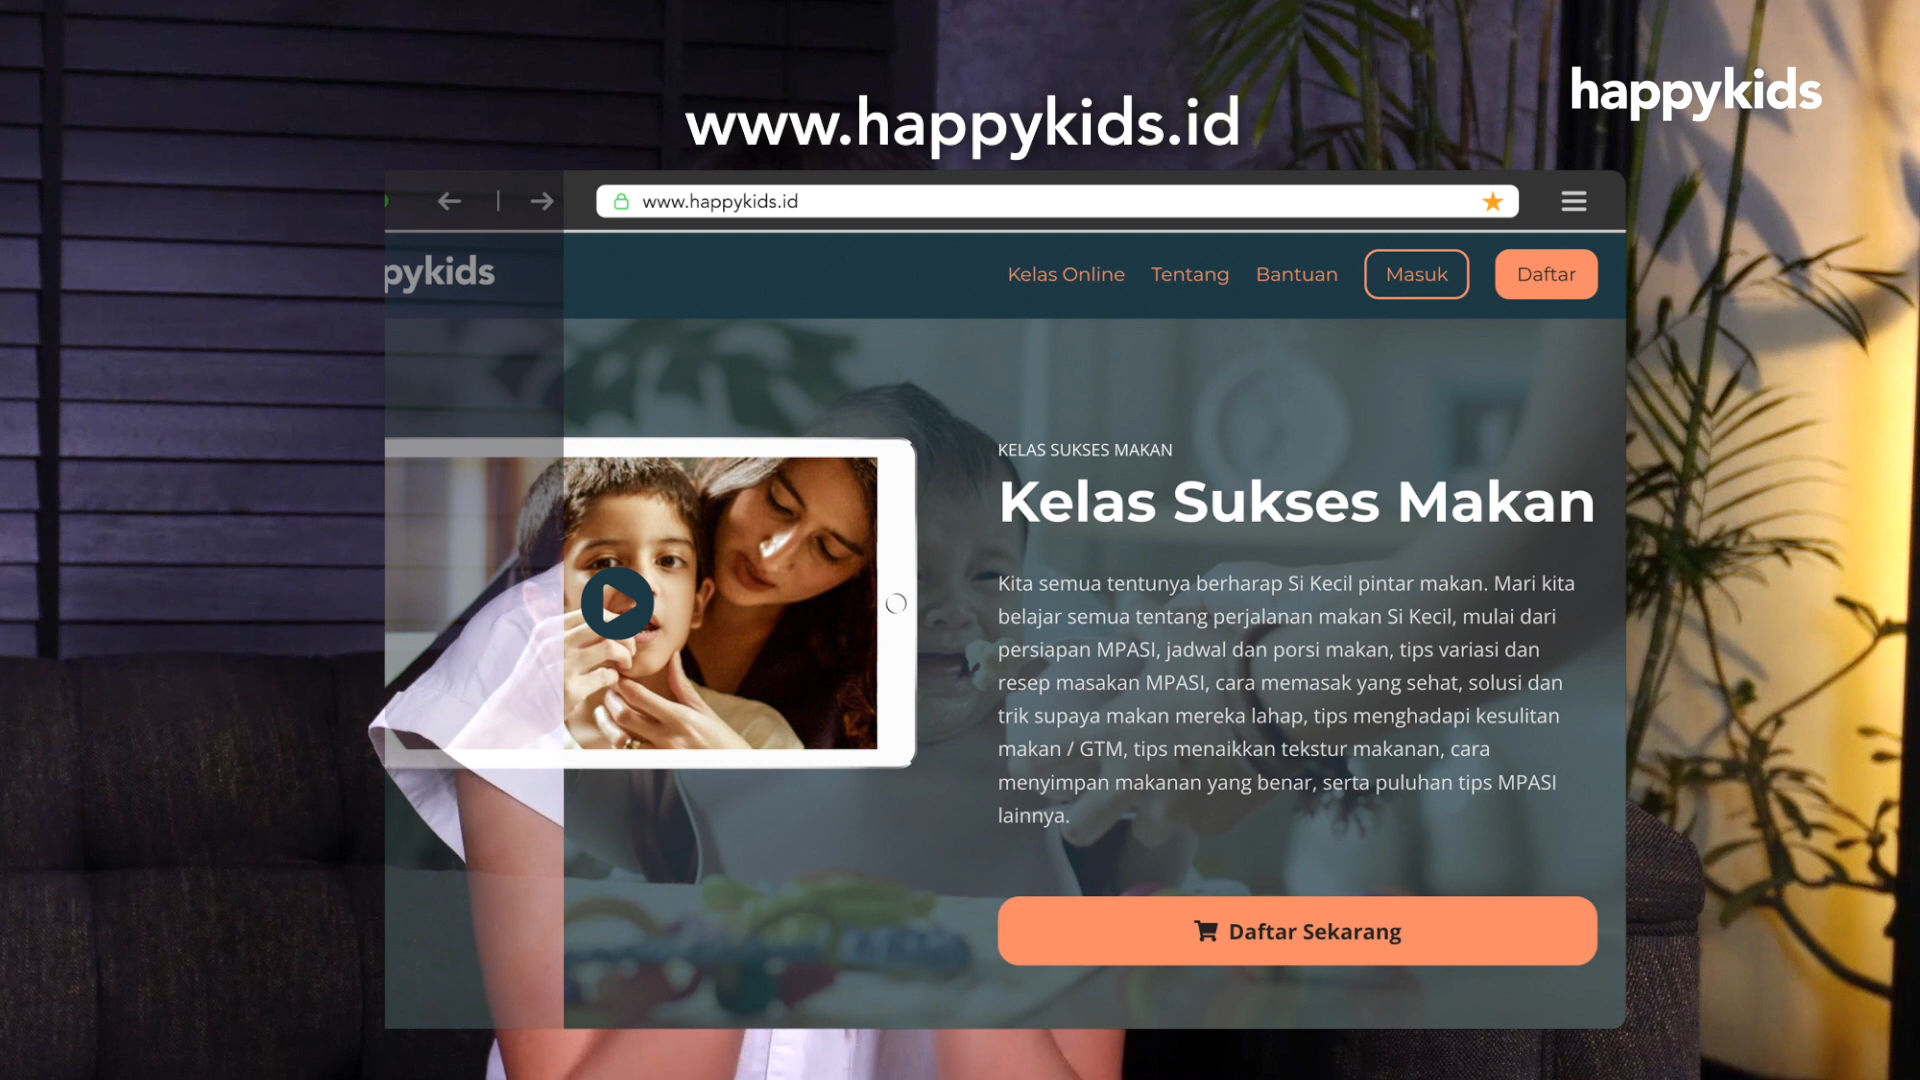 happykids
www.happykids.id
www.happykids.id
pykids
Kelas Online
Tentang
Bantuan
Masuk
Daftar
KELAS SUKSES MAKAN
Kelas Sukses Makan
Kita semua tentunya berharap Si Kecil pintar makan. Mari kita
belajar semua tentang perjalanan makan Si Kecil, mulai dari
persiapan MPASI, jadwal dan porsi makan, tips variasi dan
resep masakan MPASI, cara memasak yang sehat, solusi dan
trik supaya makan mereka lahap, tips menghadapi kesulitan
makan / GTM, tips menaikkan tekstur makanan, cara
menyimpan makanan yang benar, serta puluhan tips MPASI
lainnya.
Daftar Sekarang